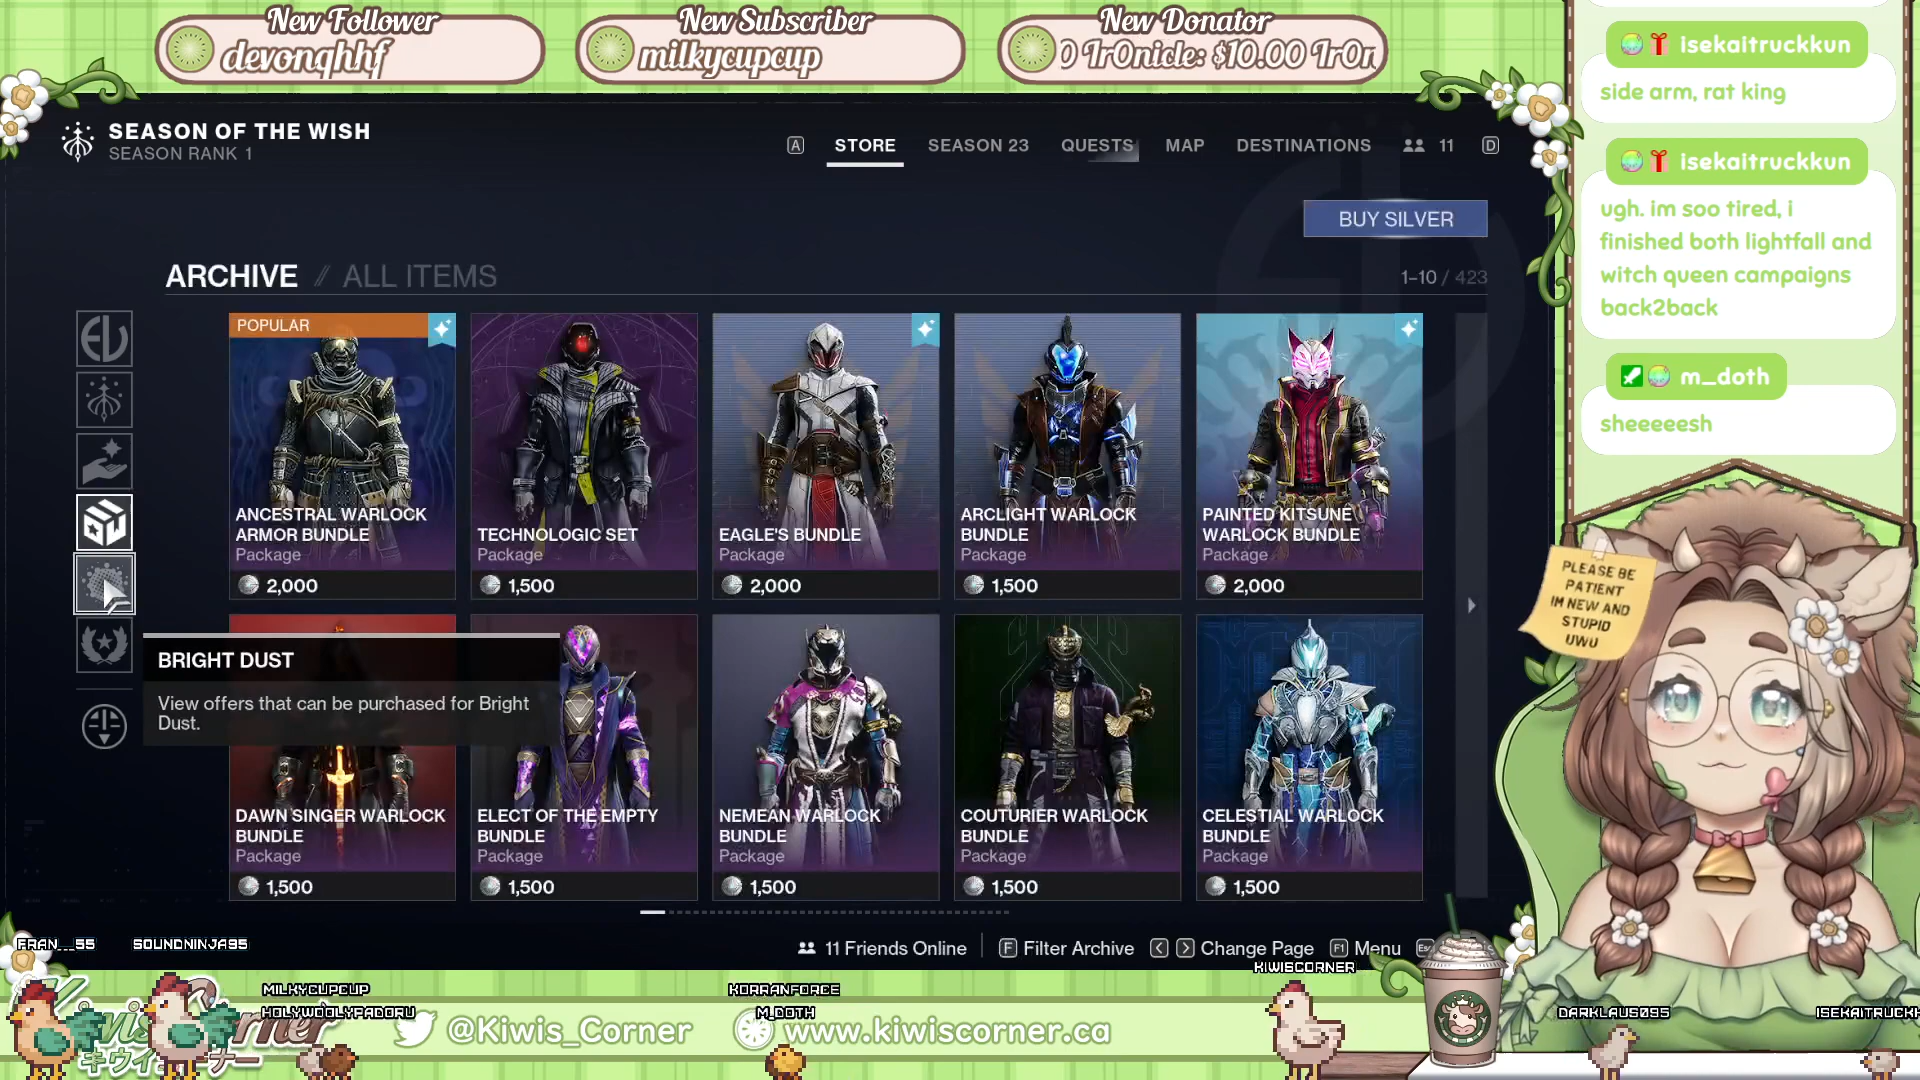 New Follower
devonqhhf
New Subscriber
milkycupcup
New Donator
Ir0nicle: $10.00
isekaitruckkun
side arm, rat king
isekaitruckkun
ugh. im soo tired, i
finished both lightfall and
witch queen campaigns
back2back
m_doth
sheeeeesh
SEASON OF THE WISH
SEASON RANK 1
A STORE SEASON 23 QUESTS MAP DESTINATIONS 11 D
BUY SILVER
ARCHIVE // ALL ITEMS
1-10 / 423
POPULAR
ANCESTRAL WARLOCK
ARMOR BUNDLE
Package
2,000
TECHNOLOGIC SET
Package
1,500
EAGLE'S BUNDLE
Package
2,000
ARCLIGHT WARLOCK
BUNDLE
Package
1,500
PAINTED KITSUNE
WARLOCK BUNDLE
Package
2,000
BRIGHT DUST
View offers that can be purchased for Bright
Dust.
DAWN SINGER WARLOCK
BUNDLE
Package
1,500
ELECT OF THE EMPTY
BUNDLE
Package
1,500
NEMEAN WARLOCK
BUNDLE
Package
1,500
COUTURIER WARLOCK
BUNDLE
Package
1,500
CELESTIAL WARLOCK
BUNDLE
Package
1,500
PLEASE BE
PATIENT
IM NEW AND
STUPID
UWU
11 Friends Online F Filter Archive < > Change Page F1 Menu
FRAN__55
SOUNDNINJA95
KIWISCORNER
MILKYCUPCUP
HOLYWOOLYPADORU
KORRANFORCE
M_DOTH
DARKLAUS095
@Kiwis_Corner
www.kiwiscorner.ca